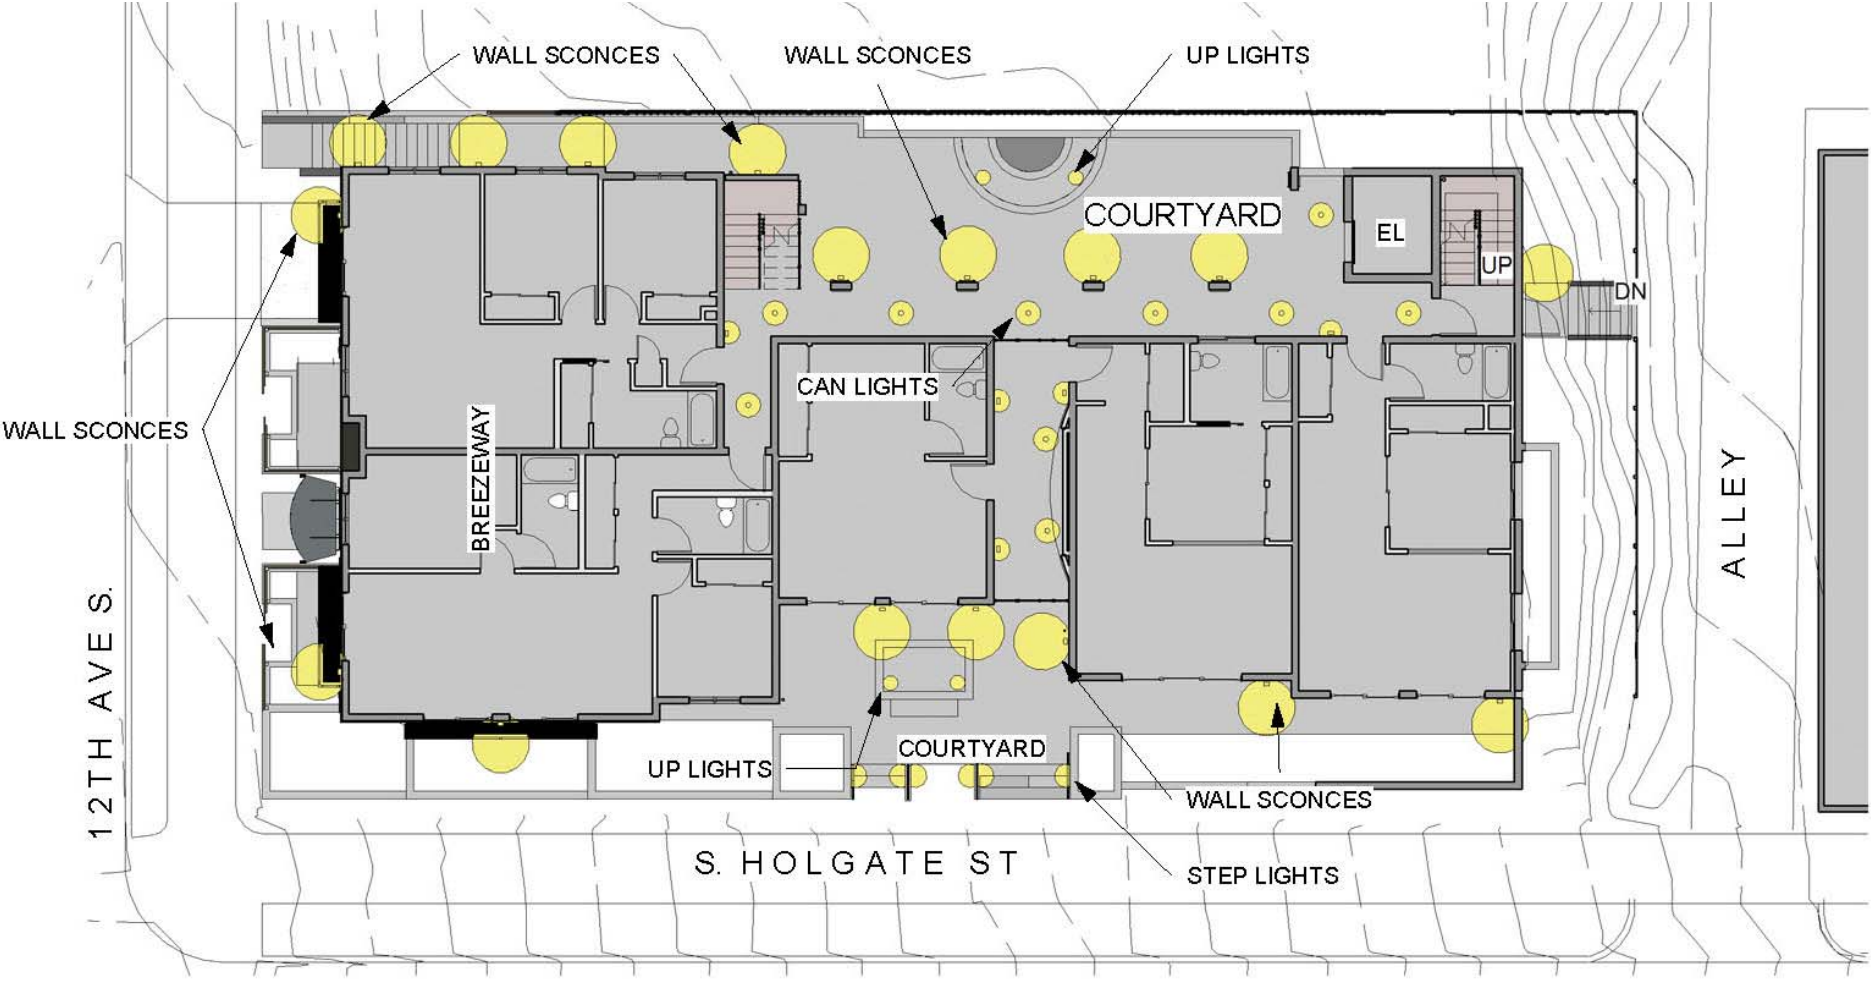 WALL SCONCES
WALL SCONCES
UP LIGHTS
COURTYARD
EL
UP
DN
CAN LIGHTS
WALL SCONCES
BREEZEWAY
ALLEY
12TH AVE S.
COURTYARD
UP LIGHTS
WALL SCONCES
S. HOLGATE ST
STEP LIGHTS